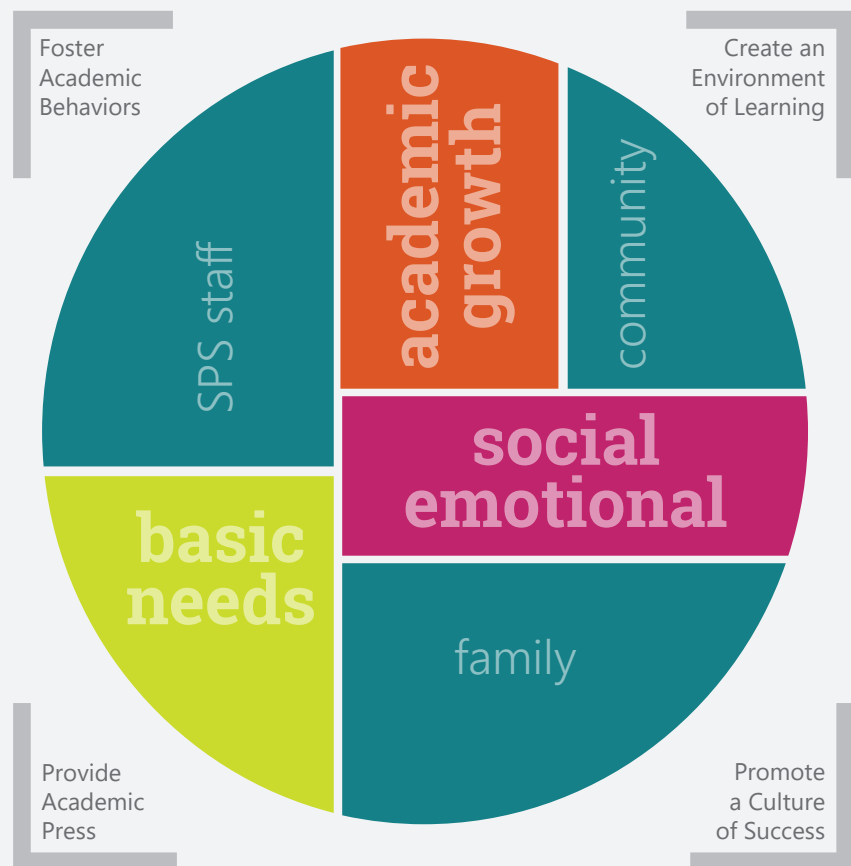 Foster
Academic
Behaviors
Create an
Environment
of Learning
SPS staff
academic
growth
community
social
emotional
basic
needs
family
Provide
Academic
Press
Promote
a Culture
of Success